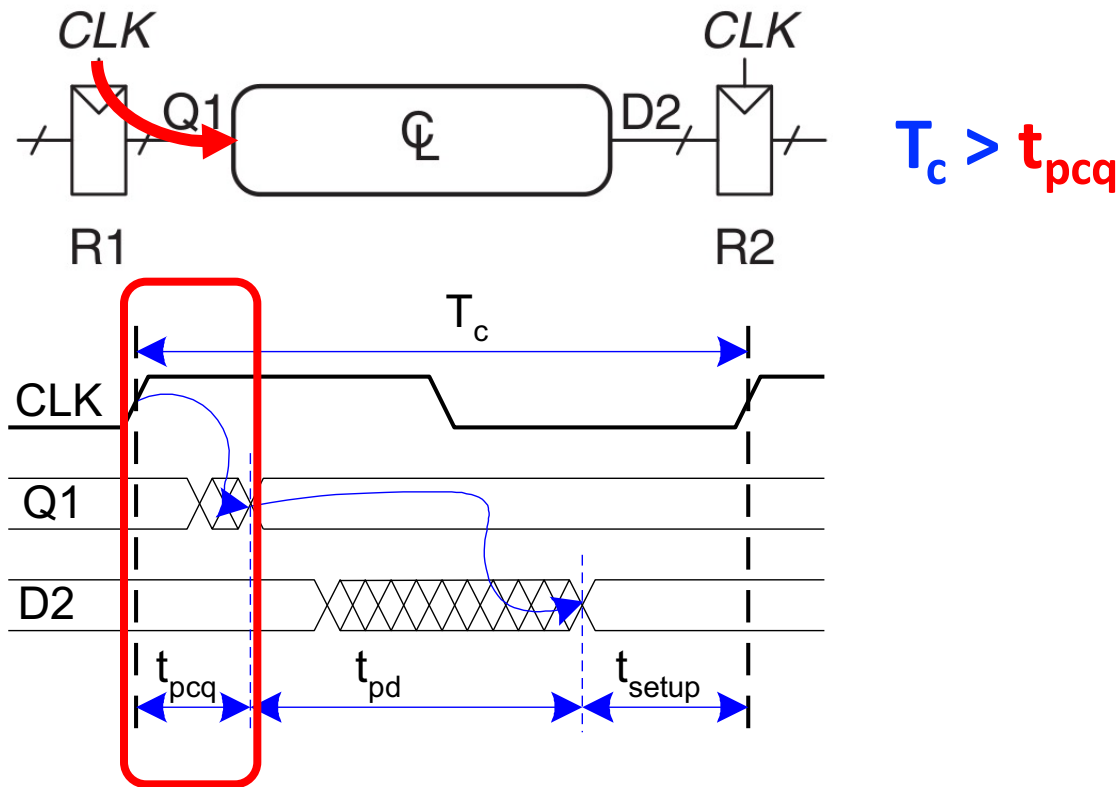 CLK CLK
Q1 CL D2
Tc > tpcq
R1 R2
Tc
CLK
Q1
D2
tpcq tpd tsetup